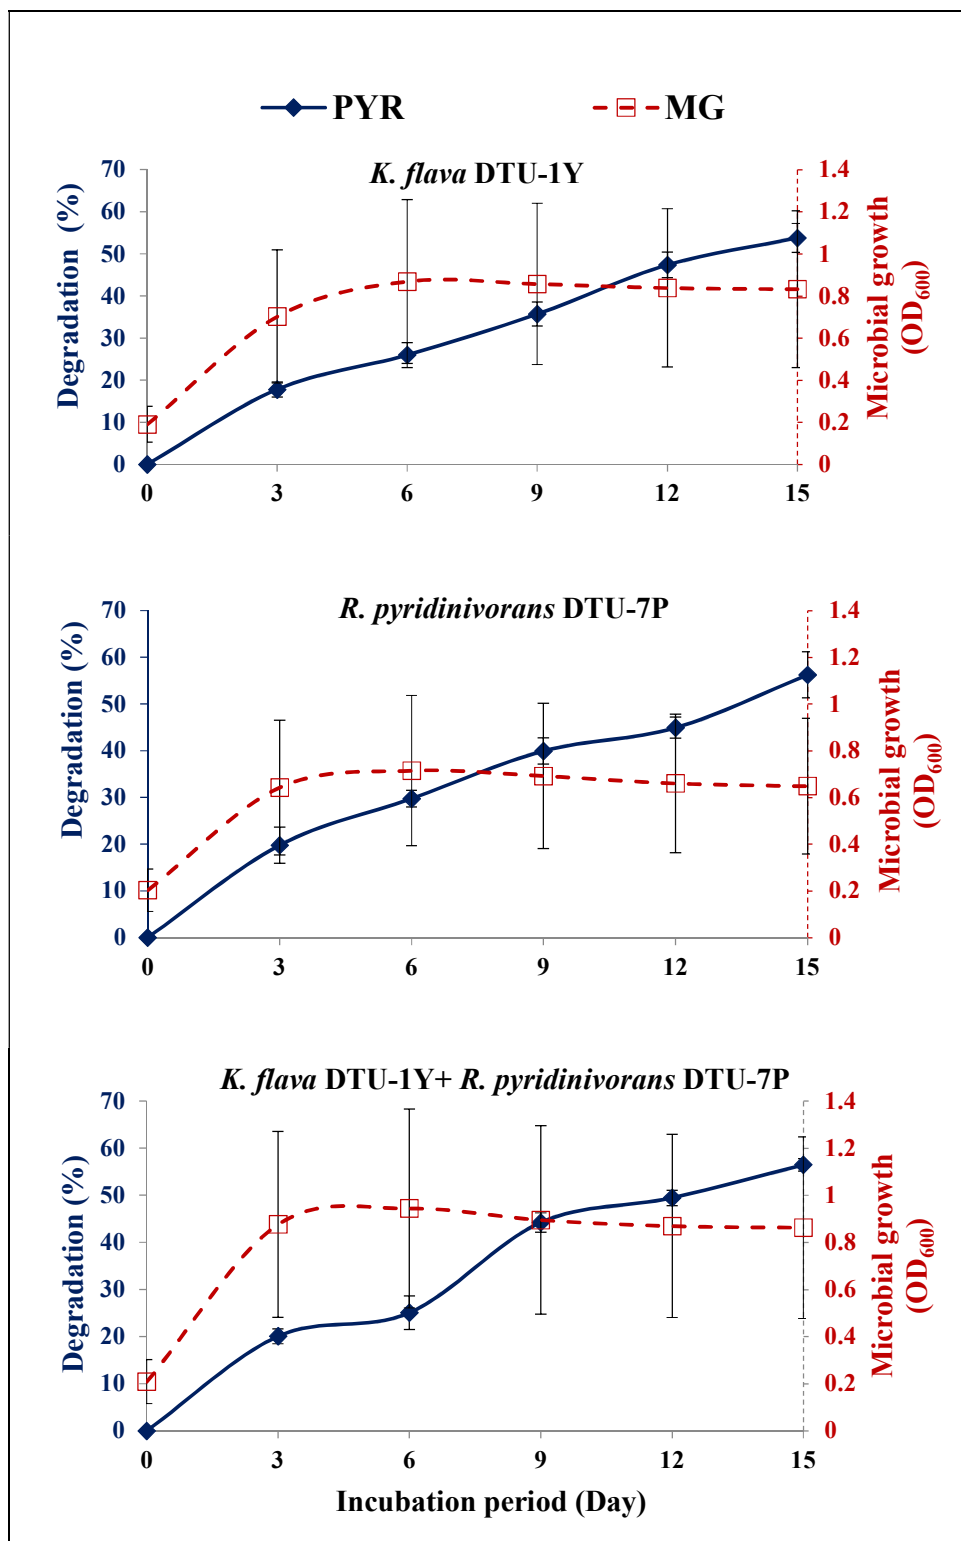 PYR MG
K. flava DTU-1Y
70
60
50
40
30
20
10
0
Degradation (%)
0 3 6 9 12 15
1.4
1.2
1
0.8
0.6
0.4
0.2
0
Microbial growth
(OD600)
R. pyridinivorans DTU-7P
70
60
50
40
30
20
10
0
Degradation (%)
0 3 6 9 12 15
1.4
1.2
1
0.8
0.6
0.4
0.2
0
Microbial growth
(OD600)
K. flava DTU-1Y+ R. pyridinivorans DTU-7P
70
60
50
40
30
20
10
0
Degradation (%)
0 3 6 9 12 15
1.4
1.2
1
0.8
0.6
0.4
0.2
0
Microbial growth
(OD600)
Incubation period (Day)